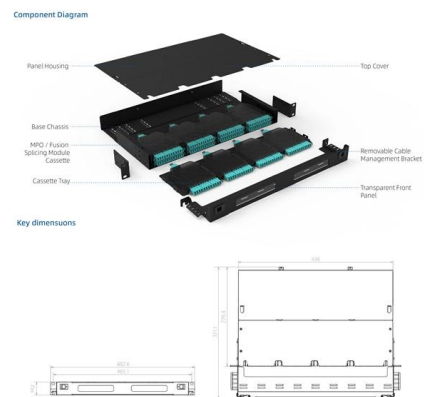 Component Diagram
Panel Housing
Top Cover
Base Chassis
MPO / Fusion
Splicing Module
Cassette
Removable Cable
Management Bracket
Cassette Tray
Transparent Front
Panel
Key dimensuons